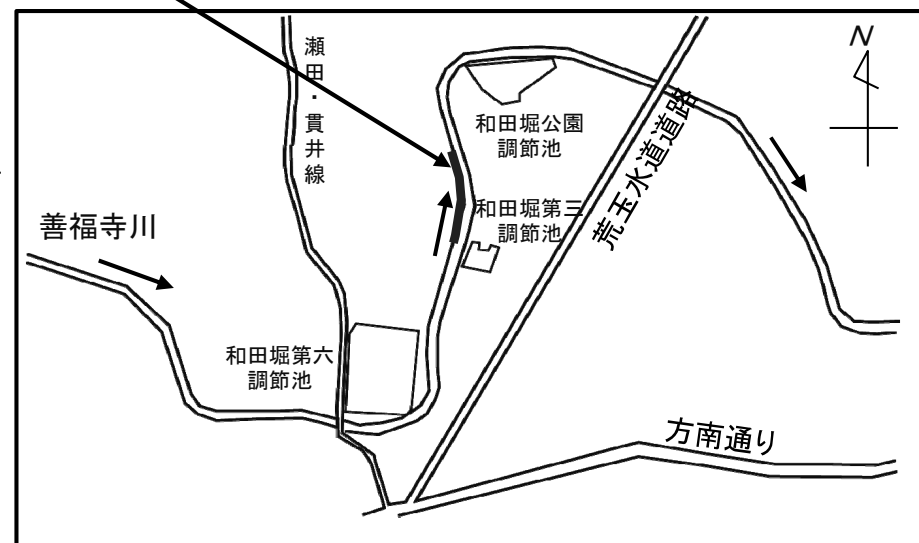 瀬田・貫井線
N
和田堀公園
調節池
荒玉水道道路
和田堀第三
調節池
善福寺川
和田堀第六
調節池
方南通り